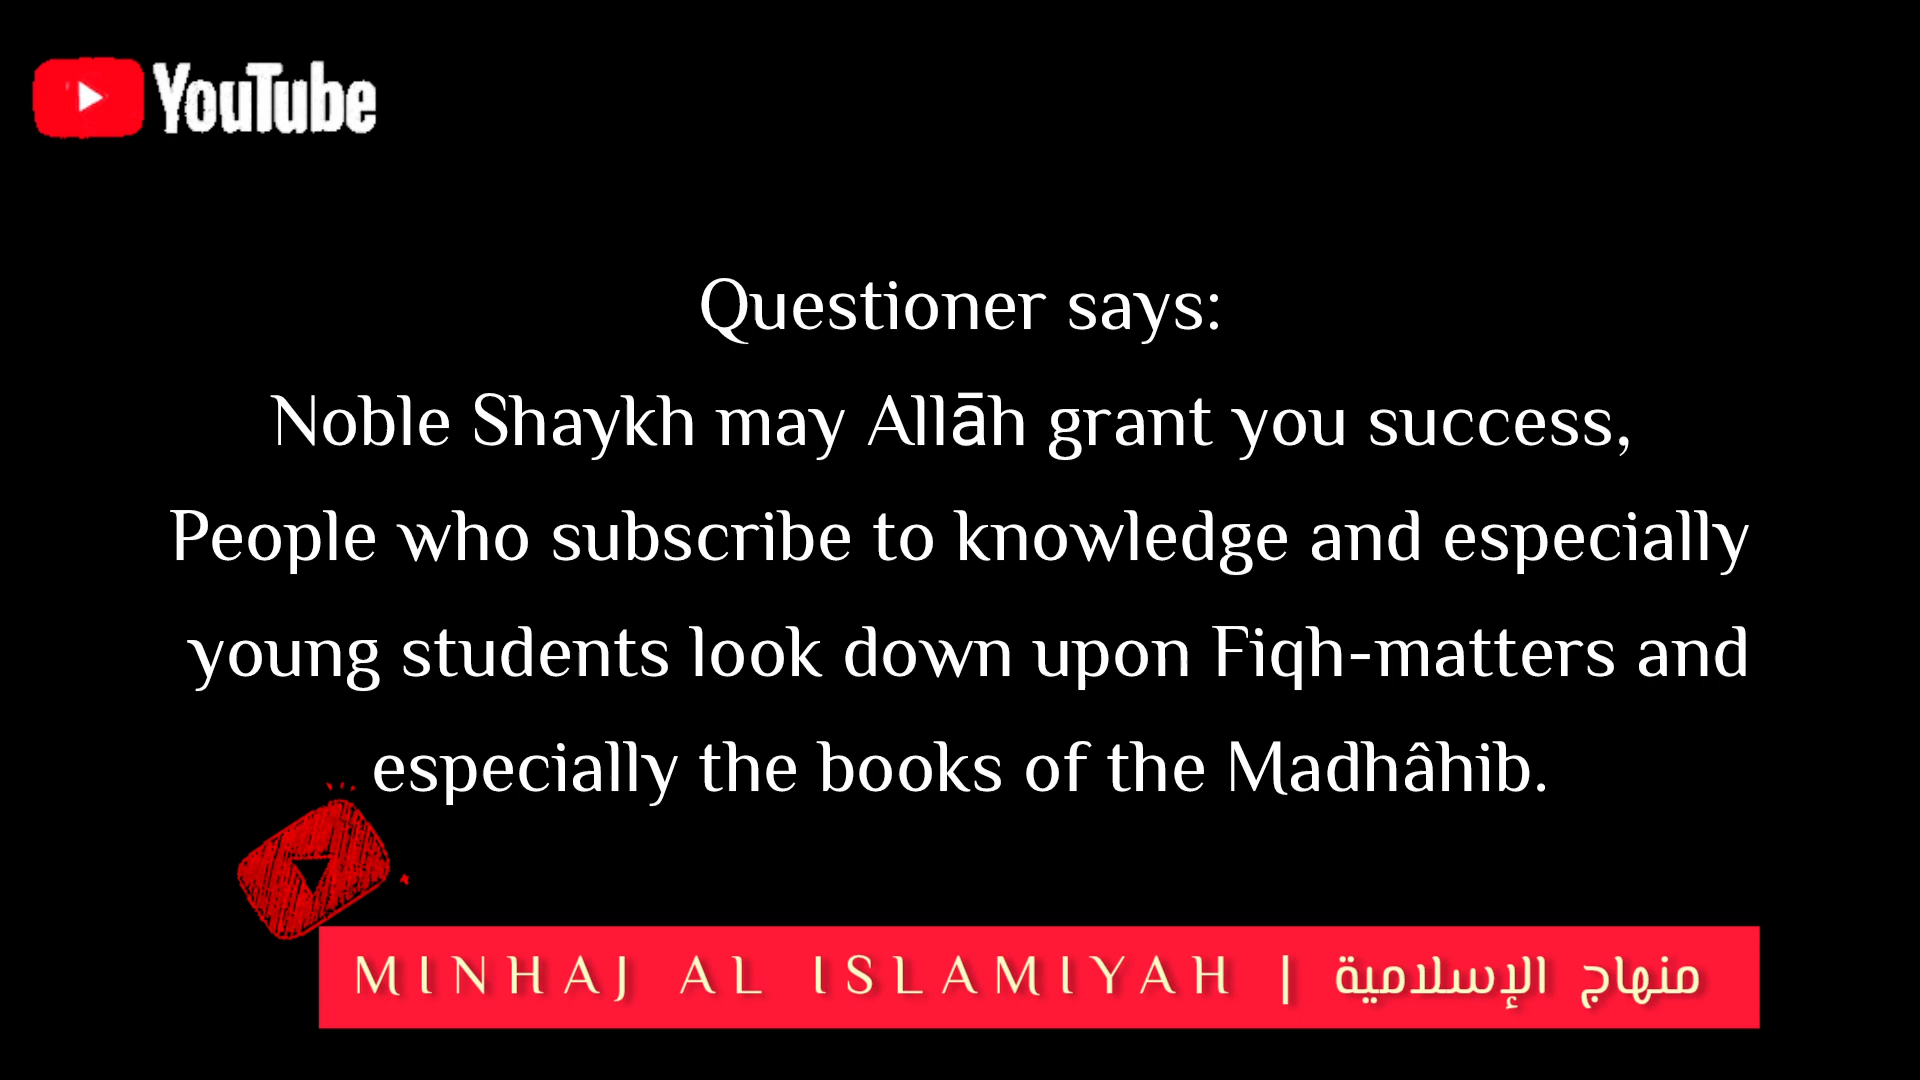 YouTube
Questioner says:
Noble Shaykh may Allāh grant you success,
People who subscribe to knowledge and especially
young students look down upon Fiqh-matters and
especially the books of the Madhâhib.
MINHAJ AL ISLAMIYAH | منهاج الإسلامية